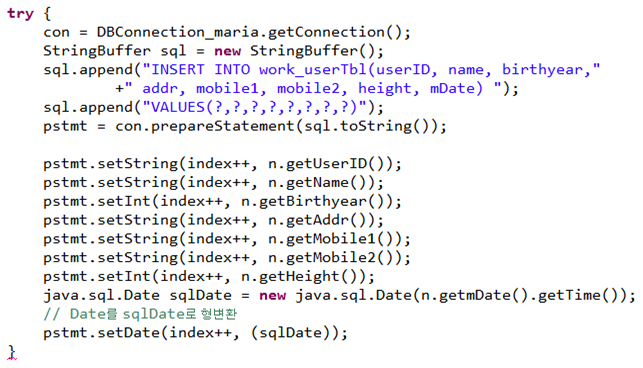 try {
    con = DBConnection_maria.getConnection();
    StringBuffer sql = new StringBuffer();
    sql.append("INSERT INTO work_userTbl(userID, name, birthyear,"
            +" addr, mobile1, mobile2, height, mDate) ");
    sql.append("VALUES(?,?,?,?,?,?,?,?)");
    pstmt = con.prepareStatement(sql.toString());

    pstmt.setString(index++, n.getUserID());
    pstmt.setString(index++, n.getName());
    pstmt.setInt(index++, n.getBirthyear());
    pstmt.setString(index++, n.getAddr());
    pstmt.setString(index++, n.getMobile1());
    pstmt.setString(index++, n.getMobile2());
    pstmt.setInt(index++, n.getHeight());
    java.sql.Date sqlDate = new java.sql.Date(n.getmDate().getTime());
    // Date를 sqlDate로 형변환
    pstmt.setDate(index++, (sqlDate));
}